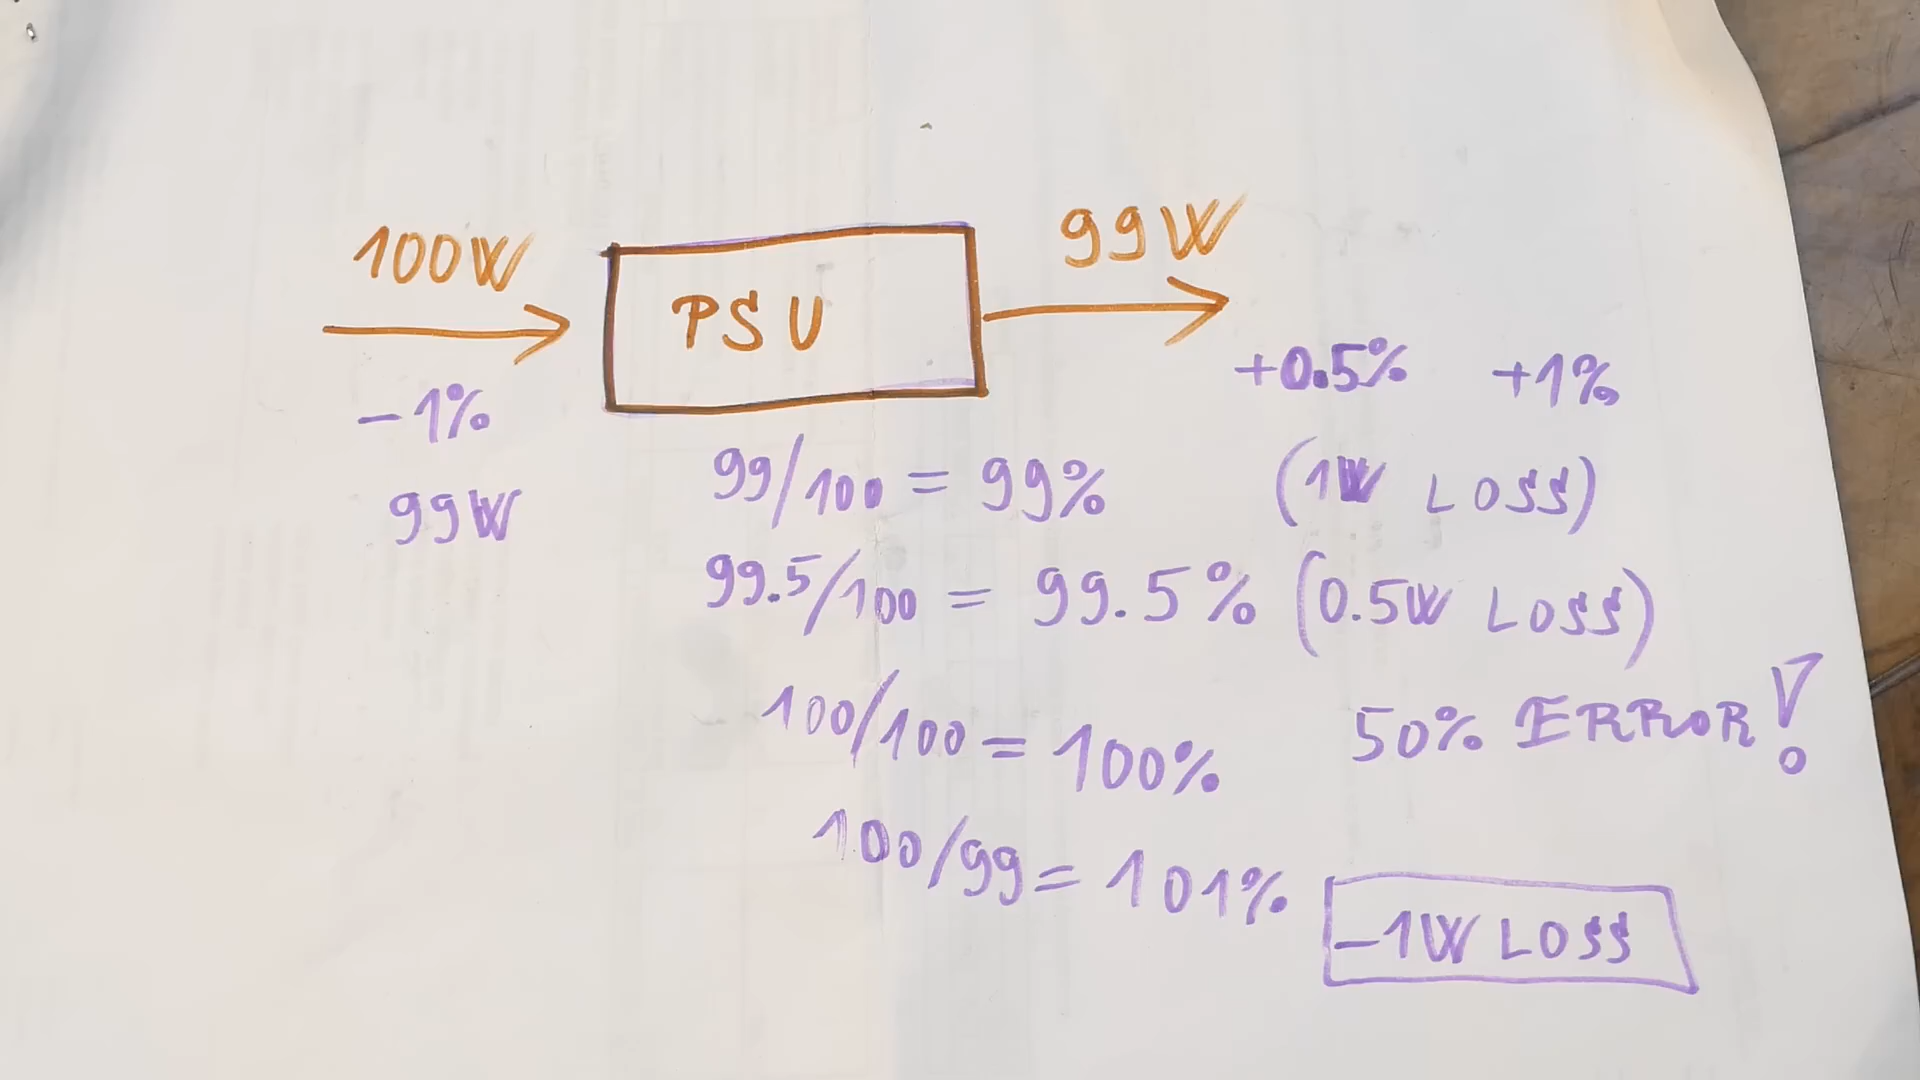 100W
PSU
99W
-1%
99W
+0.5% +1%
99/100 = 99% (1W LOSS)
99.5/100 = 99.5% (0.5W LOSS)
100/100 = 100% 50% ERROR!
100/99 = 101% -1W LOSS